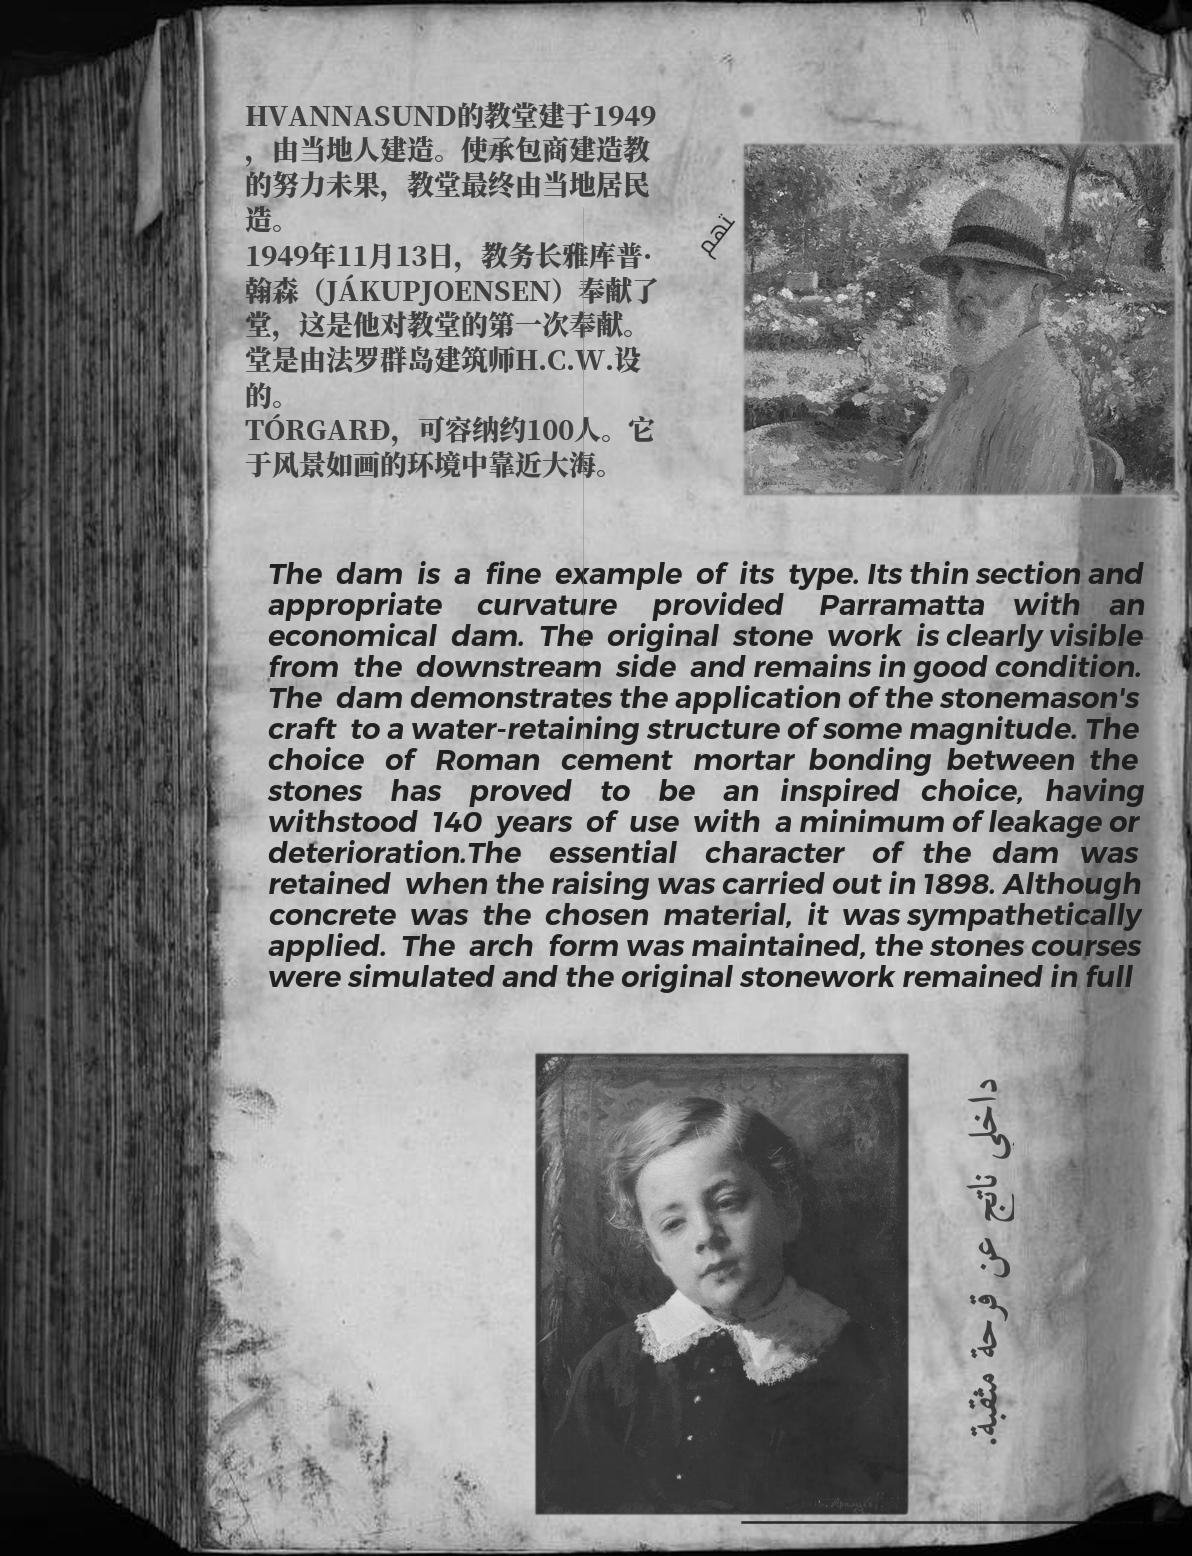 HVANNASUND的教堂建于1949
，由当地人建造。使承包商建造教
的努力未果，教堂最终由当地居民
造。
1949年11月13日，教务长雅库普·
翰森（JÁKUPJOENSEN）奉献了
堂，这是他对教堂的第一次奉献。
堂是由法罗群岛建筑师H.C.W.设
的。
TÓRGARÐ，可容纳约100人。它
于风景如画的环境中靠近大海。
The dam is a fine example of its type. Its thin section and
appropriate curvature provided Parramatta with an
economical dam. The original stone work is clearly visible
from the downstream side and remains in good condition.
The dam demonstrates the application of the stonemason's
craft to a water-retaining structure of some magnitude. The
choice of Roman cement mortar bonding between the
stones has proved to be an inspired choice, having
withstood 140 years of use with a minimum of leakage or
deterioration.The essential character of the dam was
retained when the raising was carried out in 1898. Although
concrete was the chosen material, it was sympathetically
applied. The arch form was maintained, the stones courses
were simulated and the original stonework remained in full
داخلى ناتج عن قرحة مثقبة.